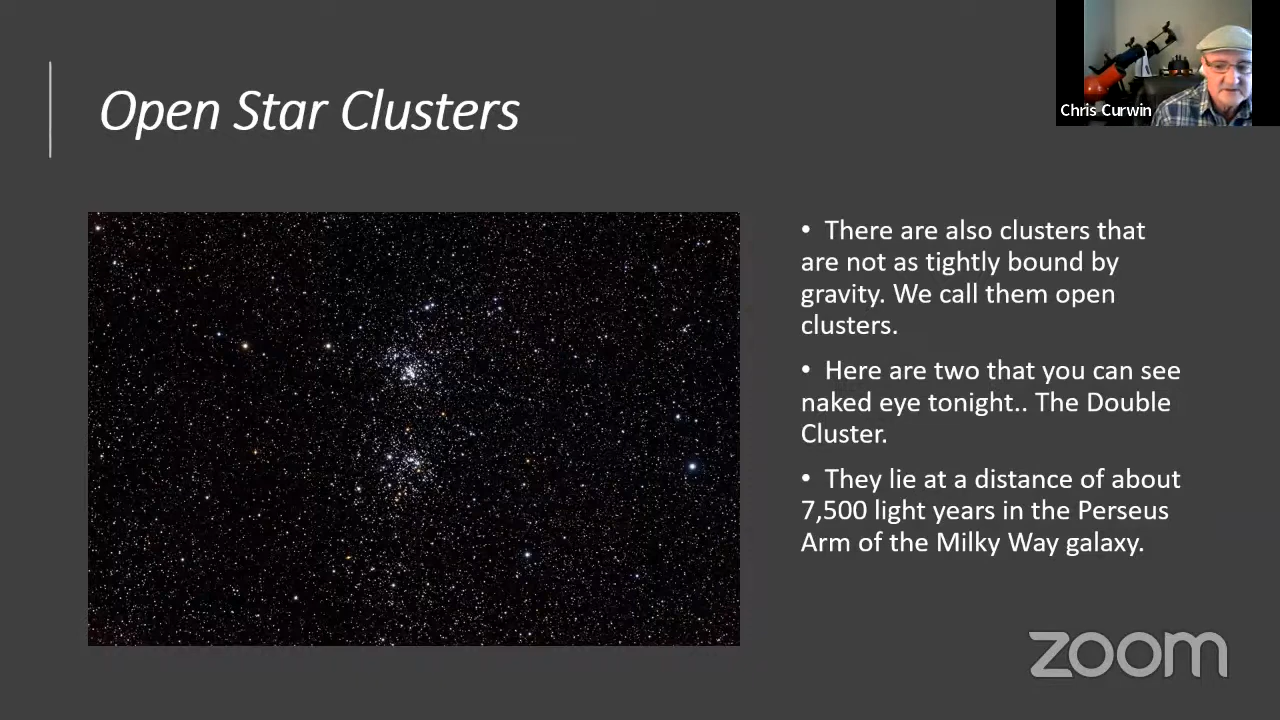 Open Star Clusters
Chris Curwin
• There are also clusters that
are not as tightly bound by
gravity. We call them open
clusters.
• Here are two that you can see
naked eye tonight.. The Double
Cluster.
• They lie at a distance of about
7,500 light years in the Perseus
Arm of the Milky Way galaxy.
zoom